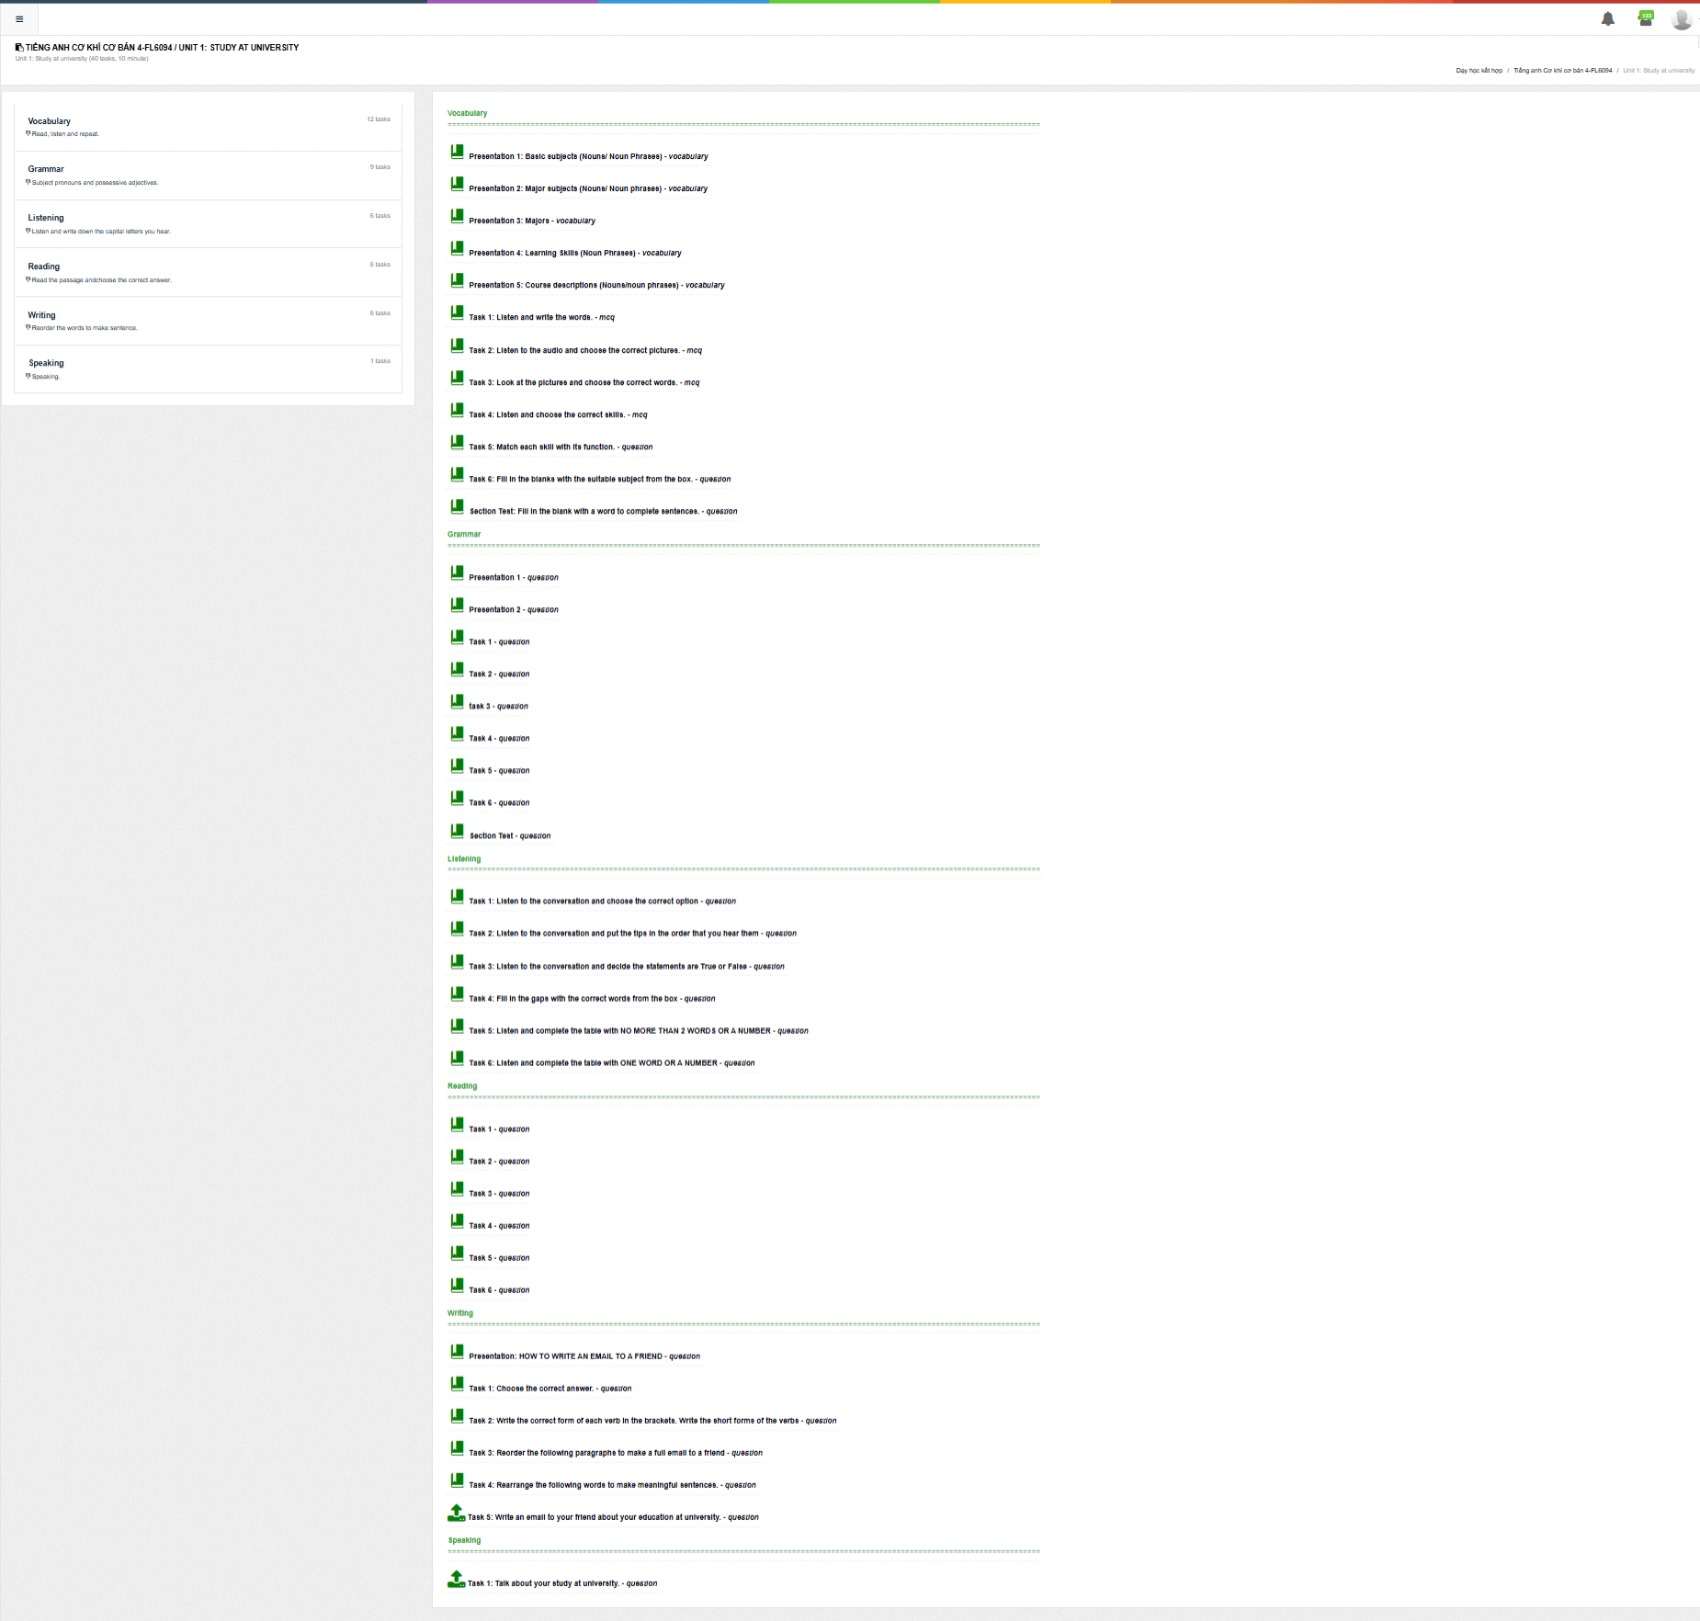 133
TIẾNG ANH CƠ KHÍ CƠ BẢN 4-FL6094 / UNIT 1: STUDY AT UNIVERSITY
Unit 1: Study at university (40 tasks, 10 minute)
Dạy học kết hợp / Tiếng anh Cơ khí cơ bản 4-FL6094 / Unit 1: Study at university
Vocabulary 12 tasks
Read, listen and repeat.
Grammar 9 tasks
Subject pronouns and possessive adjectives.
Listening 6 tasks
Listen and write down the capital letters you hear.
Reading 6 tasks
Read the passage andchoose the correct answer.
Writing 6 tasks
Reorder the words to make sentence.
Speaking 1 tasks
Speaking.
Vocabulary
Presentation 1: Basic subjects (Nouns/ Noun Phrases) - vocabulary
Presentation 2: Major subjects (Nouns/ Noun phrases) - vocabulary
Presentation 3: Majors - vocabulary
Presentation 4: Learning Skills (Noun Phrases) - vocabulary
Presentation 5: Course descriptions (Nouns/noun phrases) - vocabulary
Task 1: Listen and write the words. - mcq
Task 2: Listen to the audio and choose the correct pictures. - mcq
Task 3: Look at the pictures and choose the correct words. - mcq
Task 4: Listen and choose the correct skills. - mcq
Task 5: Match each skill with its function. - question
Task 6: Fill in the blanks with the suitable subject from the box. - question
Section Test: Fill in the blank with a word to complete sentences. - question
Grammar
Presentation 1 - question
Presentation 2 - question
Task 1 - question
Task 2 - question
task 3 - question
Task 4 - question
Task 5 - question
Task 6 - question
Section Test - question
Listening
Task 1: Listen to the conversation and choose the correct option - question
Task 2: Listen to the conversation and put the tips in the order that you hear them - question
Task 3: Listen to the conversation and decide the statements are True or False - question
Task 4: Fill in the gaps with the correct words from the box - question
Task 5: Listen and complete the table with NO MORE THAN 2 WORDS OR A NUMBER - question
Task 6: Listen and complete the table with ONE WORD OR A NUMBER - question
Reading
Task 1 - question
Task 2 - question
Task 3 - question
Task 4 - question
Task 5 - question
Task 6 - question
Writing
Presentation: HOW TO WRITE AN EMAIL TO A FRIEND - question
Task 1: Choose the correct answer. - question
Task 2: Write the correct form of each verb in the brackets. Write the short forms of the verbs - question
Task 3: Reorder the following paragraphs to make a full email to a friend - question
Task 4: Rearrange the following words to make meaningful sentences. - question
Task 5: Write an email to your friend about your education at university. - question
Speaking
Task 1: Talk about your study at university. - question